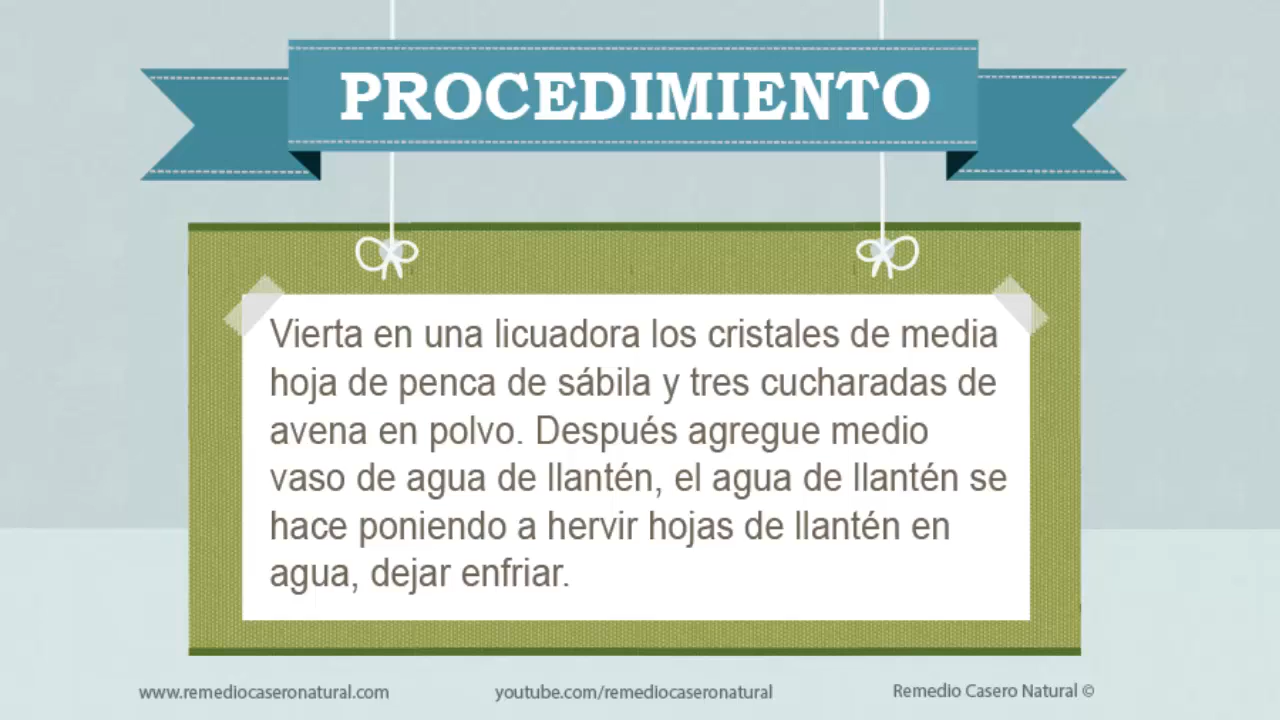 PROCEDIMIENTO
Vierta en una licuadora los cristales de media
hoja de penca de sábila y tres cucharadas de
avena en polvo. Después agregue medio
vaso de agua de llantén, el agua de llantén se
hace poniendo a hervir hojas de llantén en
agua, dejar enfriar.
www.remediocaseronatural.com
youtube.com/remediocaseronatural
Remedio Casero Natural ©